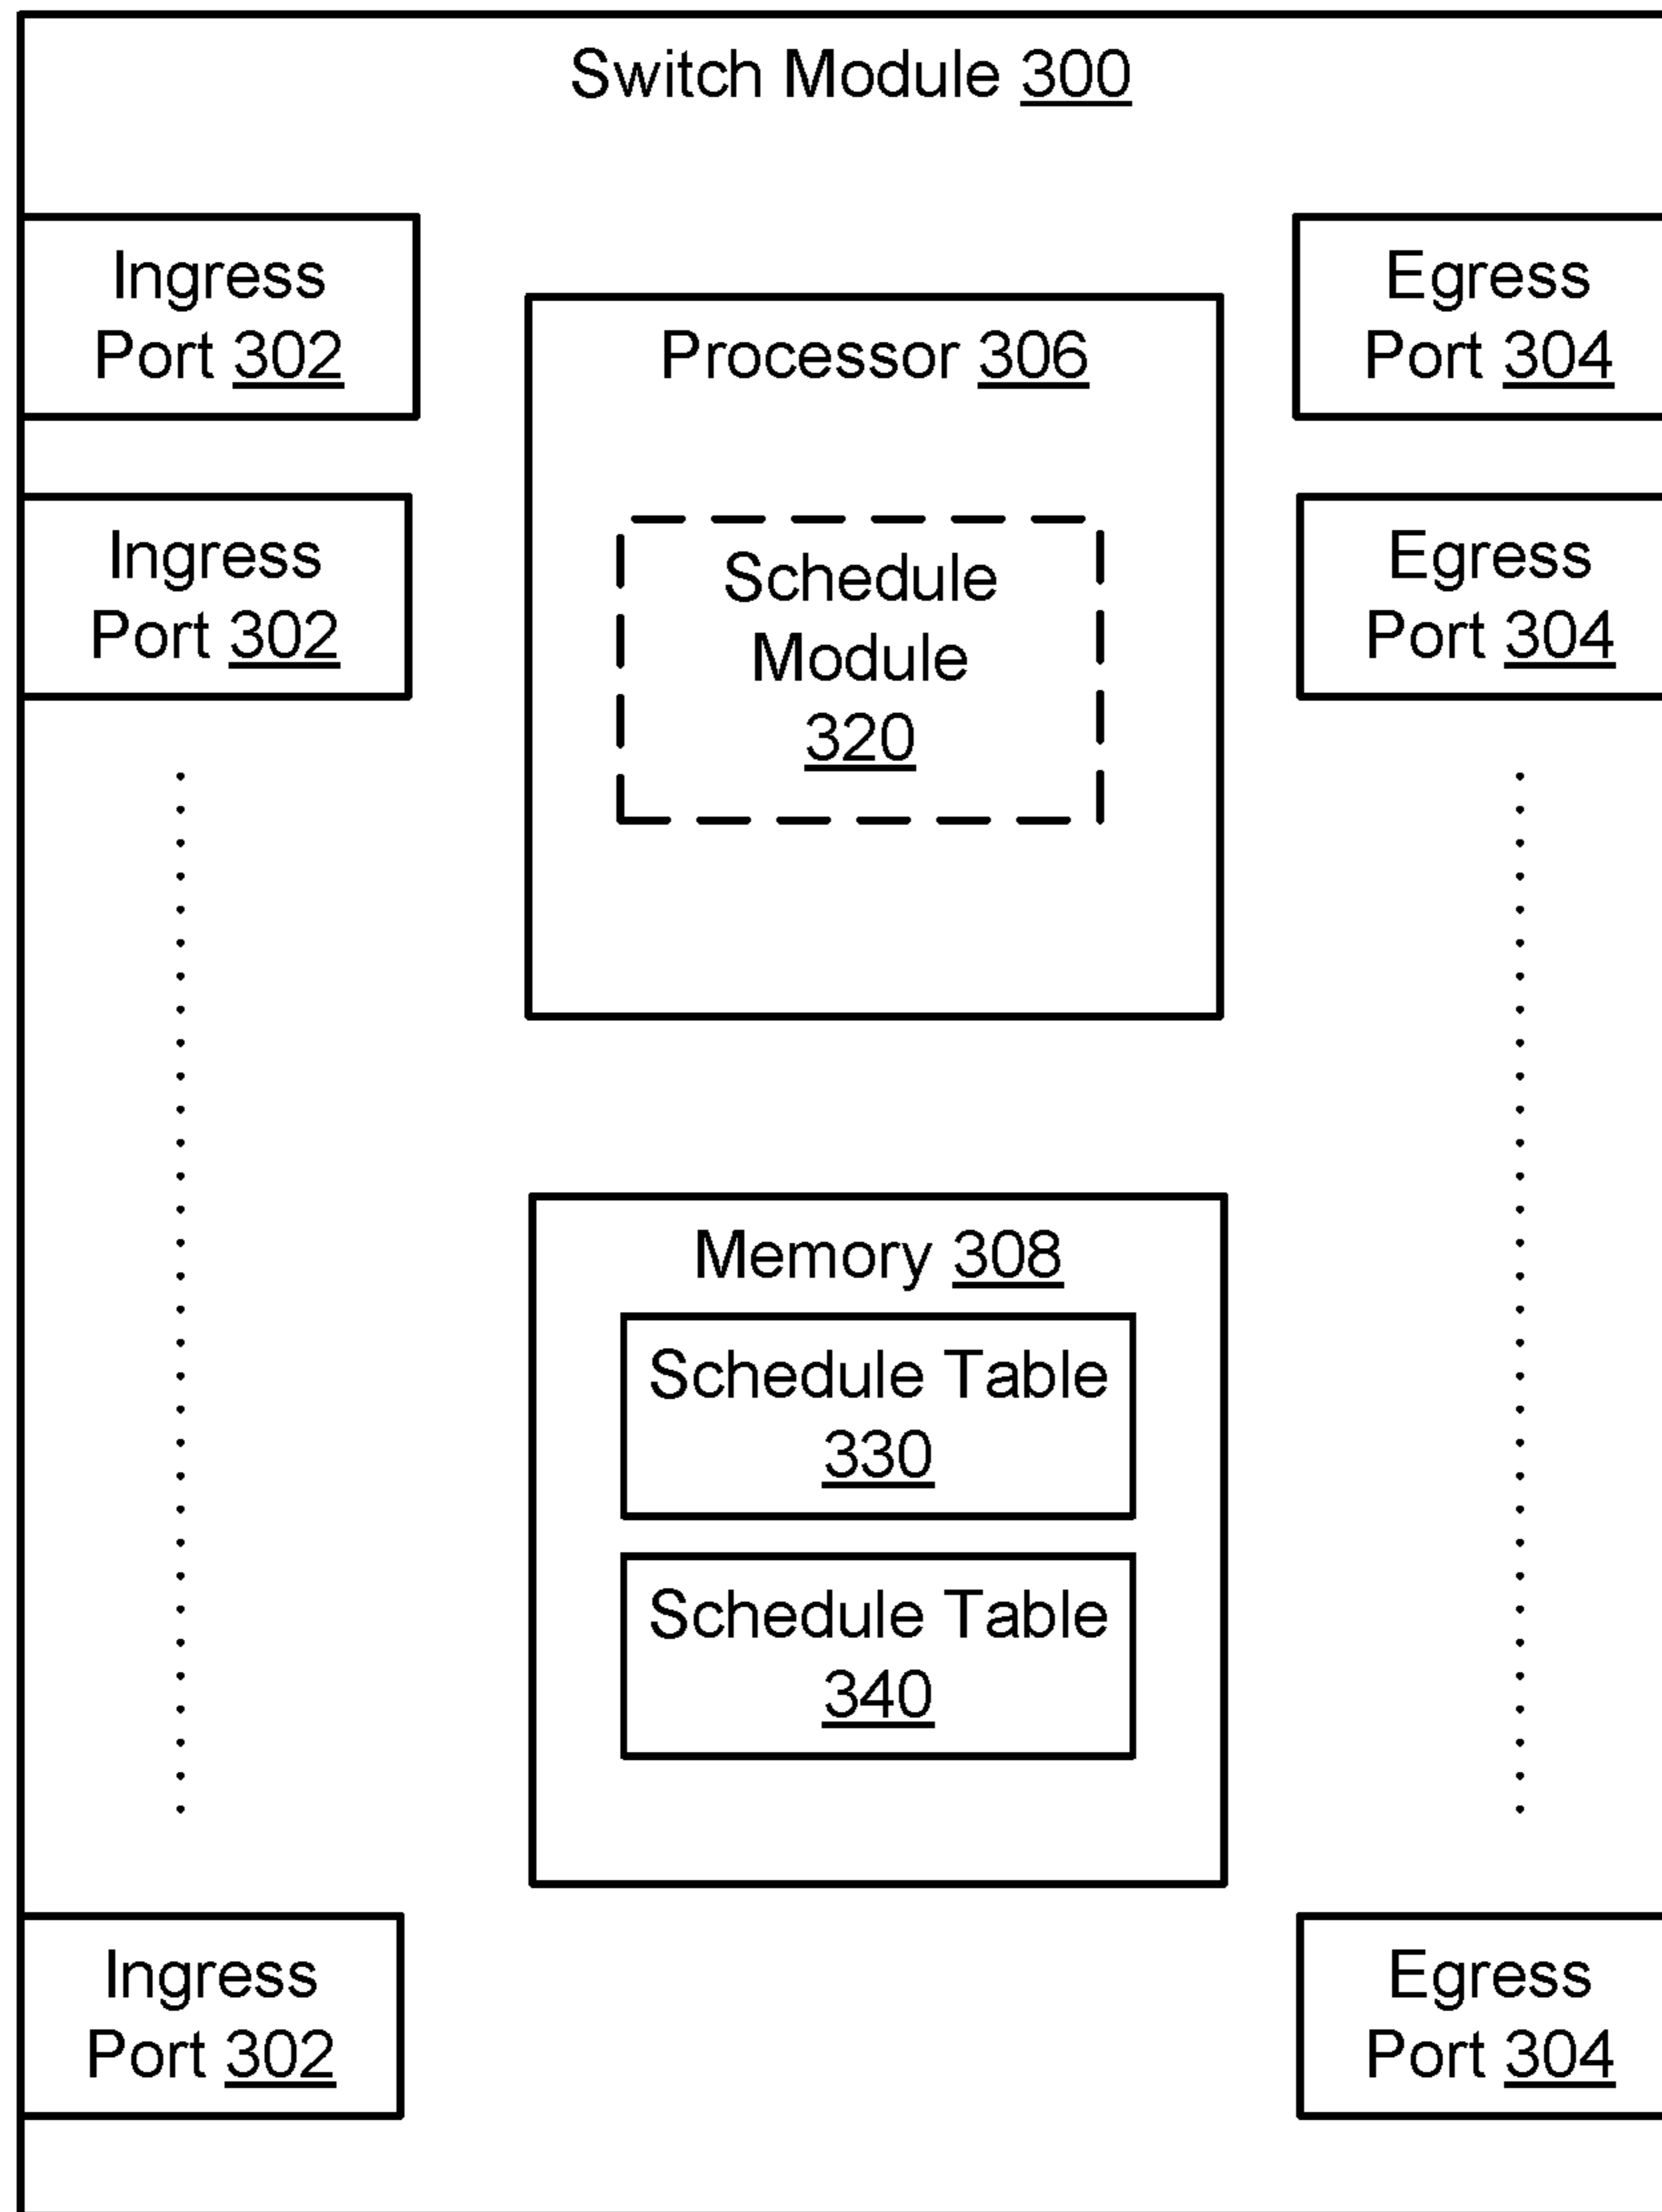 Switch Module 300
Ingress
Port 302
Egress
Port 304
Processor 306
Ingress
Port 302
Schedule
Module
320
Egress
Port 304
Memory 308
Schedule Table
330
Schedule Table
340
Ingress
Port 302
Egress
Port 304